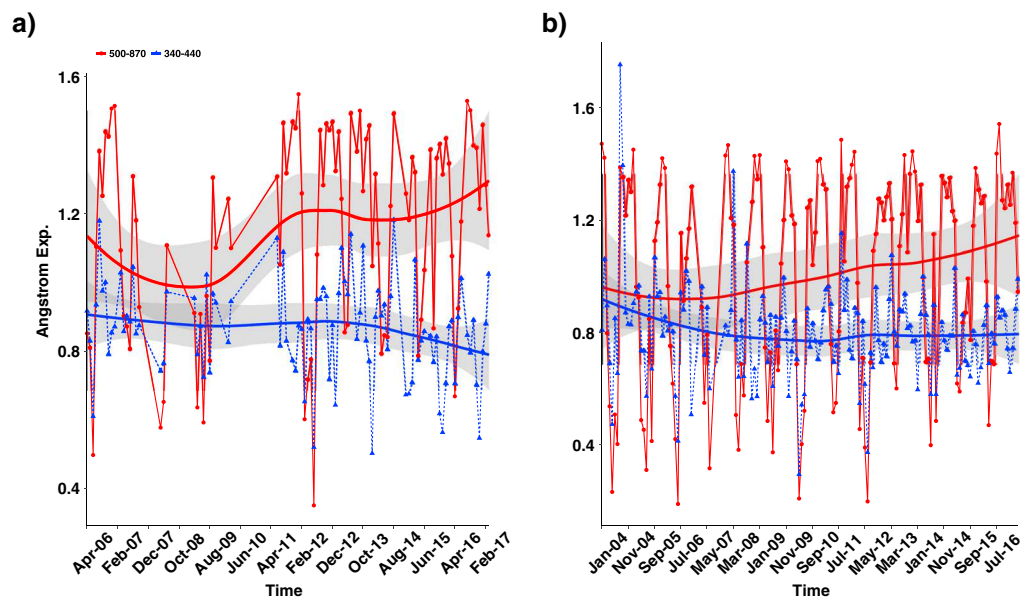 a)
500-870 340-440
1.6
1.2
0.8
0.4
Angstrom Exp.
Apr-06 Feb-07 Dec-07 Oct-08 Aug-09 Jun-10 Apr-11 Feb-12 Dec-12 Oct-13 Aug-14 Jun-15 Apr-16 Feb-17
Time
b)
1.6
1.2
0.8
0.4
Jan-04 Nov-04 Sep-05 Jul-06 May-07 Mar-08 Jan-09 Nov-09 Sep-10 Jul-11 May-12 Mar-13 Jan-14 Nov-14 Sep-15 Jul-16
Time